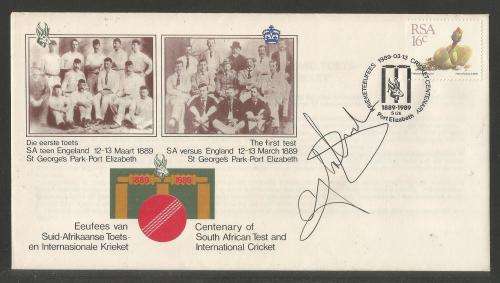 RSA
16c
KRIEKETEEUFEES 1989-03-13 CRICKET CENTENARY
1889-1989
Port Elizabeth
Die eerste toets
SA teen Engeland 12-13 Maart 1889
St George's Park-Port Elizabeth
The first test
SA versus England 12-13 March 1889
St George's Park-Port Elizabeth
1889 1989
Eeufees van
Suid-Afrikaanse Toets-
en Internasionale Krieket
Centenary of
South African Test and
International Cricket